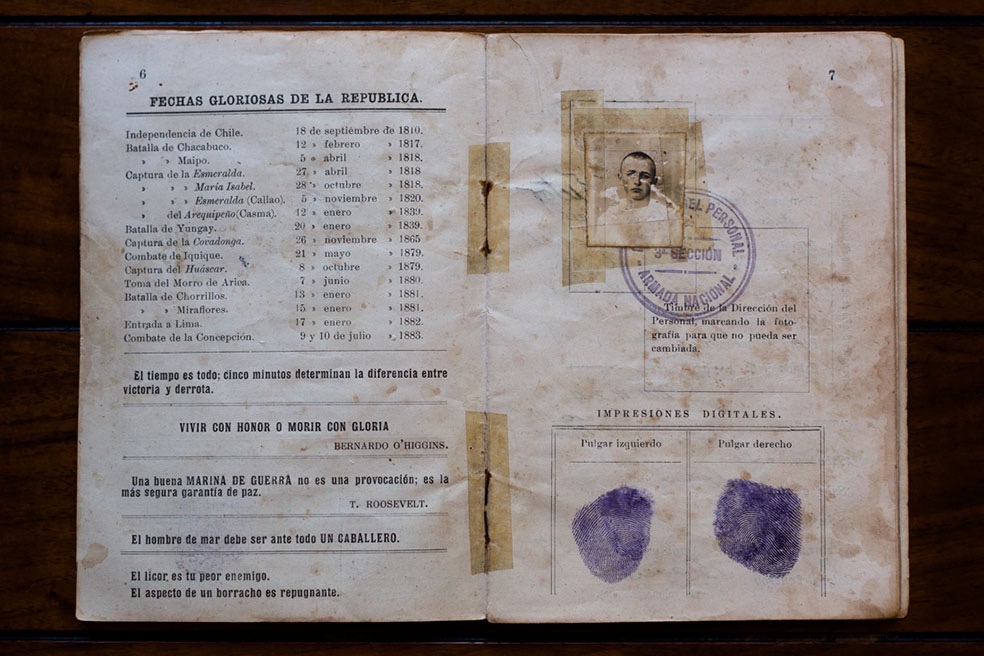 6
FECHAS GLORIOSAS DE LA REPUBLICA.
Independencia de Chile. 18 de septiembre de 1810.
Batalla de Chacabuco. 12 » febrero » 1817.
» » Maipo. 5 » abril » 1818.
Captura de la Esmeralda. 27 » abril » 1818
» » » María Isabel. 28 » octubre » 1818.
» » » Esmeralda (Callao). 5 » noviembre » 1820.
» del Arequipeño (Casma). 12 » enero » 1839.
Batalla de Yungay. 20 » enero » 1839.
Captura de la Covadonga. 26 » noviembre » 1865
Combate de Iquique. 21 » mayo » 1879.
Captura del Huáscar. 8 » octubre » 1879.
Toma del Morro de Arica. 7 » junio » 1880.
Batalla de Chorrillos. 13 » enero » 1881.
» » Miraflores. 15 » enero » 1881.
Entrada a Lima. 17 » enero » 1882.
Combate de la Concepción. 9 y 10 de julio » 1883.
El tiempo es todo; cinco minutos determinan la diferencia entre
victoria y derrota.
VIVIR CON HONOR O MORIR CON GLORIA
BERNARDO O'HIGGINS.
Una buena MARINA DE GUERRA no es una provocación; es la
más segura garantía de paz.
T. ROOSEVELT.
El hombre de mar debe ser ante todo UN CABALLERO.
El licor es tu peor enemigo.
El aspecto de un borracho es repugnante.
7
EL PERSONAL
3ª SECCIÓN
ARMADA NACIONAL
Timbre de la Dirección del
Personal, marcando la foto-
grafía para que no pueda ser
cambiada.
IMPRESIONES DIGITALES.
Pulgar izquierdo Pulgar derecho